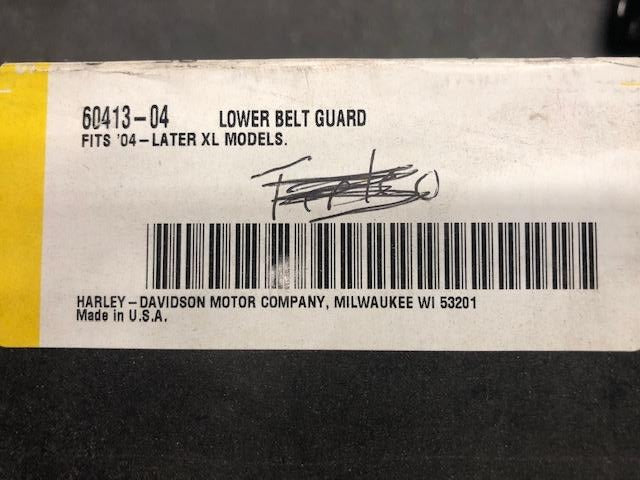 60413-04 LOWER BELT GUARD
FITS '04-LATER XL MODELS.
HARLEY-DAVIDSON MOTOR COMPANY, MILWAUKEE WI 53201
Made in U.S.A.